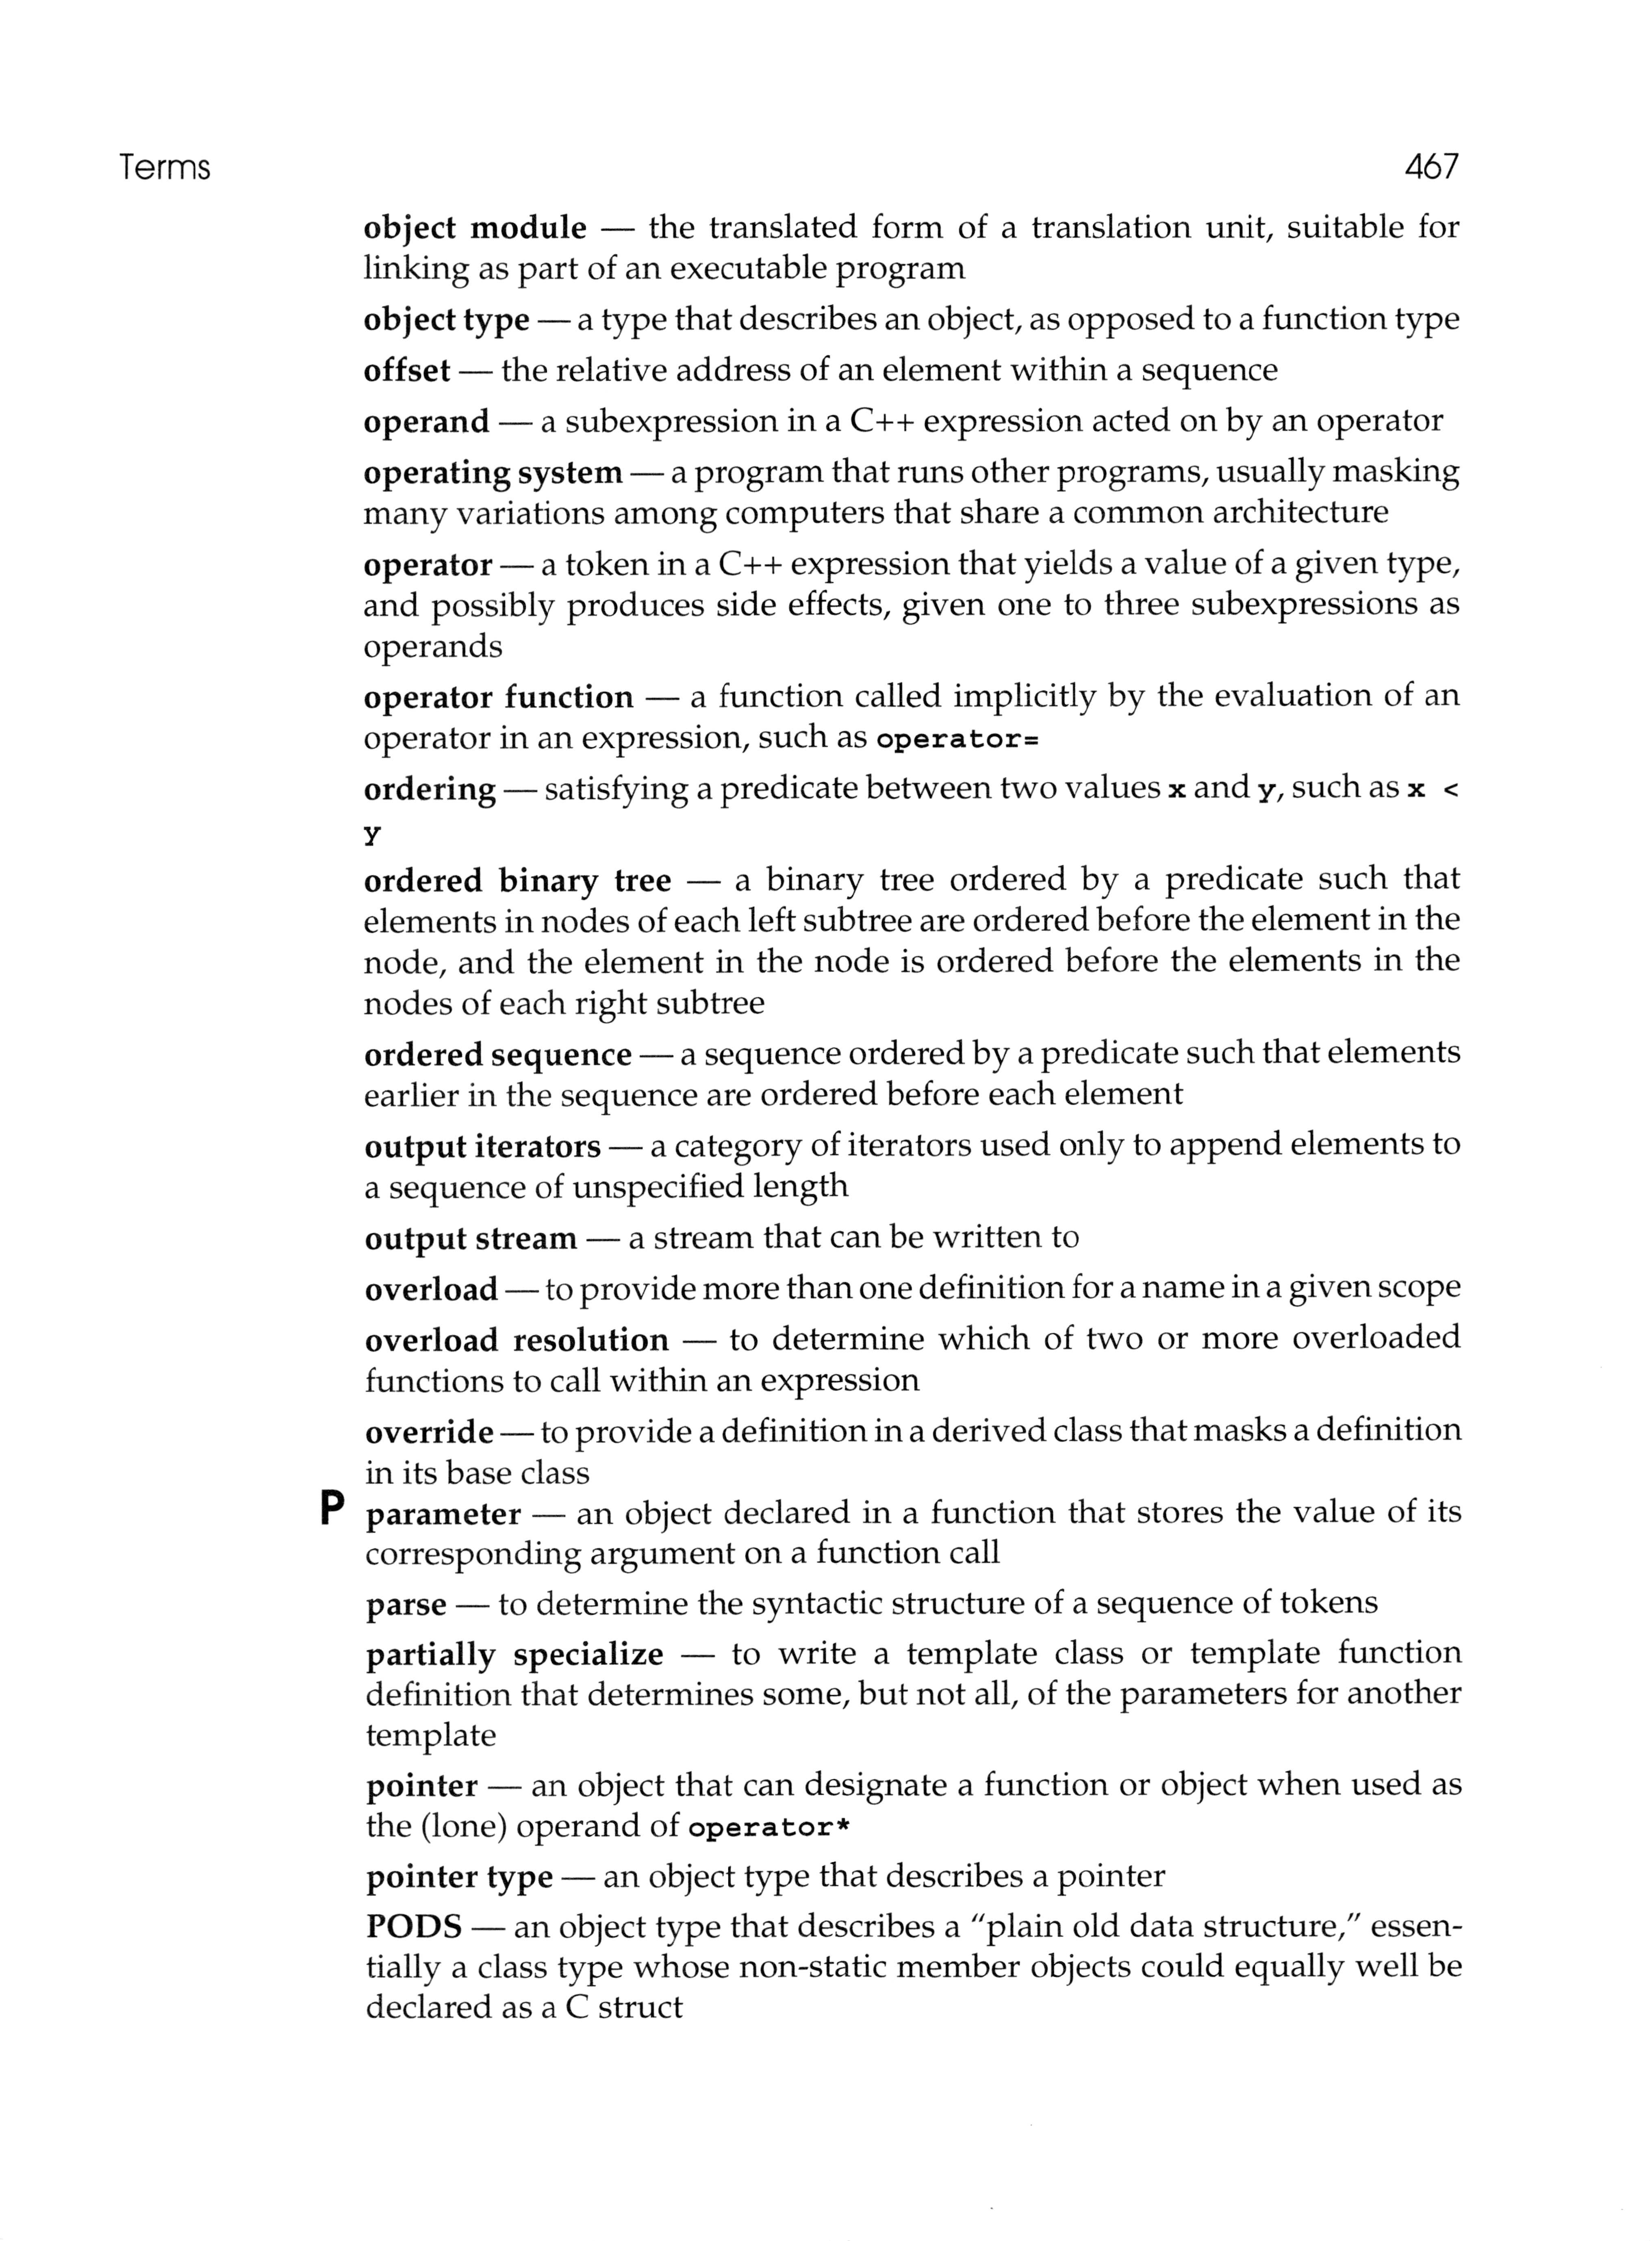 Terms 467
object module — the translated form of a translation unit, suitable for
linking as part of an executable program
object type — a type that describes an object, as opposed to a function type
offset — the relative address of an element within a sequence
operand — a subexpression in a C++ expression acted on by an operator
operating system — a program that runs other programs, usually masking
many variations among computers that share a common architecture
operator — a token in a C++ expression that yields a value of a given type,
and possibly produces side effects, given one to three subexpressions as
operands
operator function — a function called implicitly by the evaluation of an
operator in an expression, such as operator=
ordering — satisfying a predicate between two values x and y, such as x <
y
ordered binary tree — a binary tree ordered by a predicate such that
elements in nodes of each left subtree are ordered before the element in the
node, and the element in the node is ordered before the elements in the
nodes of each right subtree
ordered sequence — a sequence ordered by a predicate such that elements
earlier in the sequence are ordered before each element
output iterators — a category of iterators used only to append elements to
a sequence of unspecified length
output stream — a stream that can be written to
overload — to provide more than one definition for a name in a given scope
overload resolution — to determine which of two or more overloaded
functions to call within an expression
override — to provide a definition in a derived class that masks a definition
in its base class
P parameter — an object declared in a function that stores the value of its
corresponding argument on a function call
parse — to determine the syntactic structure of a sequence of tokens
partially specialize — to write a template class or template function
definition that determines some, but not all, of the parameters for another
template
pointer — an object that can designate a function or object when used as
the (lone) operand of operator*
pointer type — an object type that describes a pointer
PODS — an object type that describes a "plain old data structure," essen-
tially a class type whose non-static member objects could equally well be
declared as a C struct